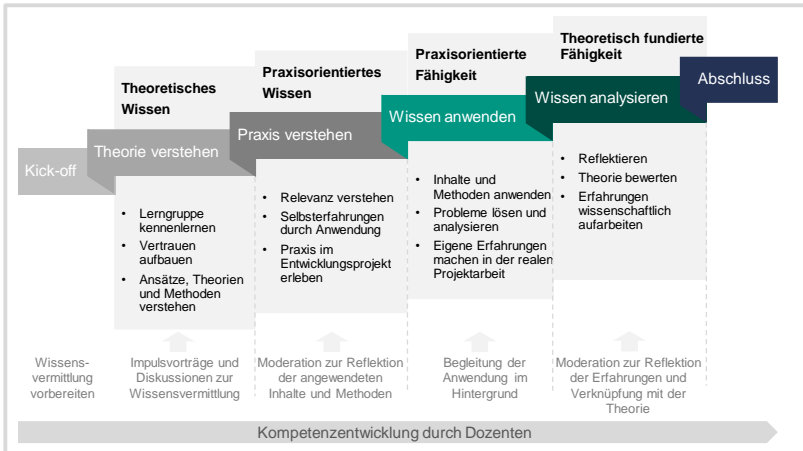 Theoretisches
Wissen
Praxisorientiertes
Wissen
Praxisorientierte
Fähigkeit
Theoretisch fundierte
Fähigkeit
Kick-off
Theorie verstehen
Praxis verstehen
Wissen anwenden
Wissen analysieren
Abschluss
• Lerngruppe
kennenlernen
• Vertrauen
aufbauen
• Ansätze, Theorien
und Methoden
verstehen
• Relevanz verstehen
• Selbsterfahrungen
durch Anwendung
• Praxis im
Entwicklungsprojekt
erleben
• Inhalte und
Methoden anwenden
• Probleme lösen und
analysieren
• Eigene Erfahrungen
machen in der realen
Projektarbeit
• Reflektieren
• Theorie bewerten
• Erfahrungen
wissenschaftlich
aufarbeiten
Wissens-
vermittlung
vorbereiten
Impulsvorträge und
Diskussionen zur
Wissensvermittlung
Moderation zur Reflektion
der angewendeten
Inhalte und Methoden
Begleitung der
Anwendung im
Hintergrund
Moderation zur Reflektion
der Erfahrungen und
Verknüpfung mit der
Theorie
Kompetenzentwicklung durch Dozenten